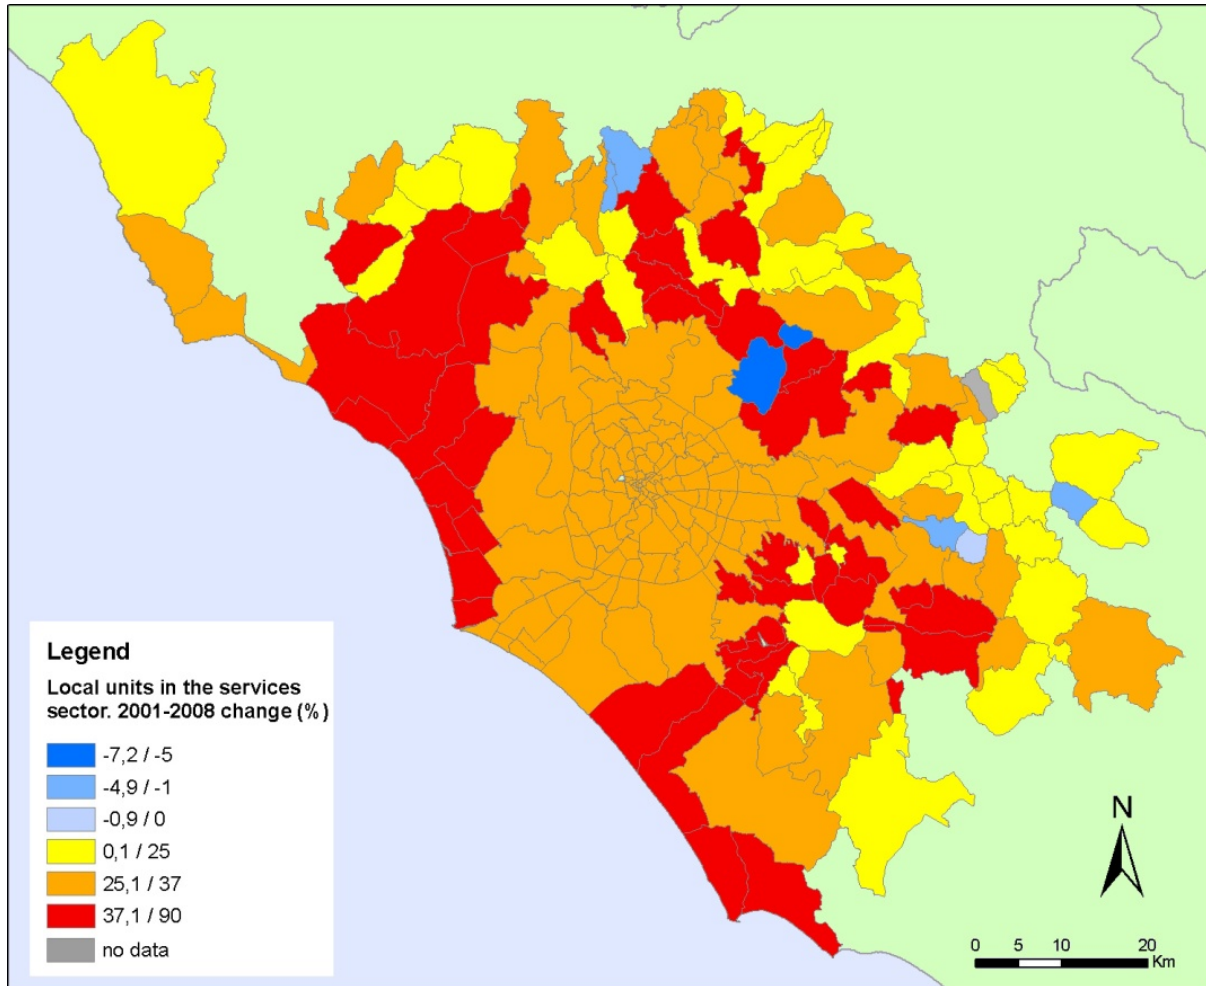 Legend
Local units in the services
sector. 2001-2008 change (%)
-7,2 / -5
-4,9 / -1
-0,9 / 0
0,1 / 25
25,1 / 37
37,1 / 90
no data
N
0 5 10 20
Km